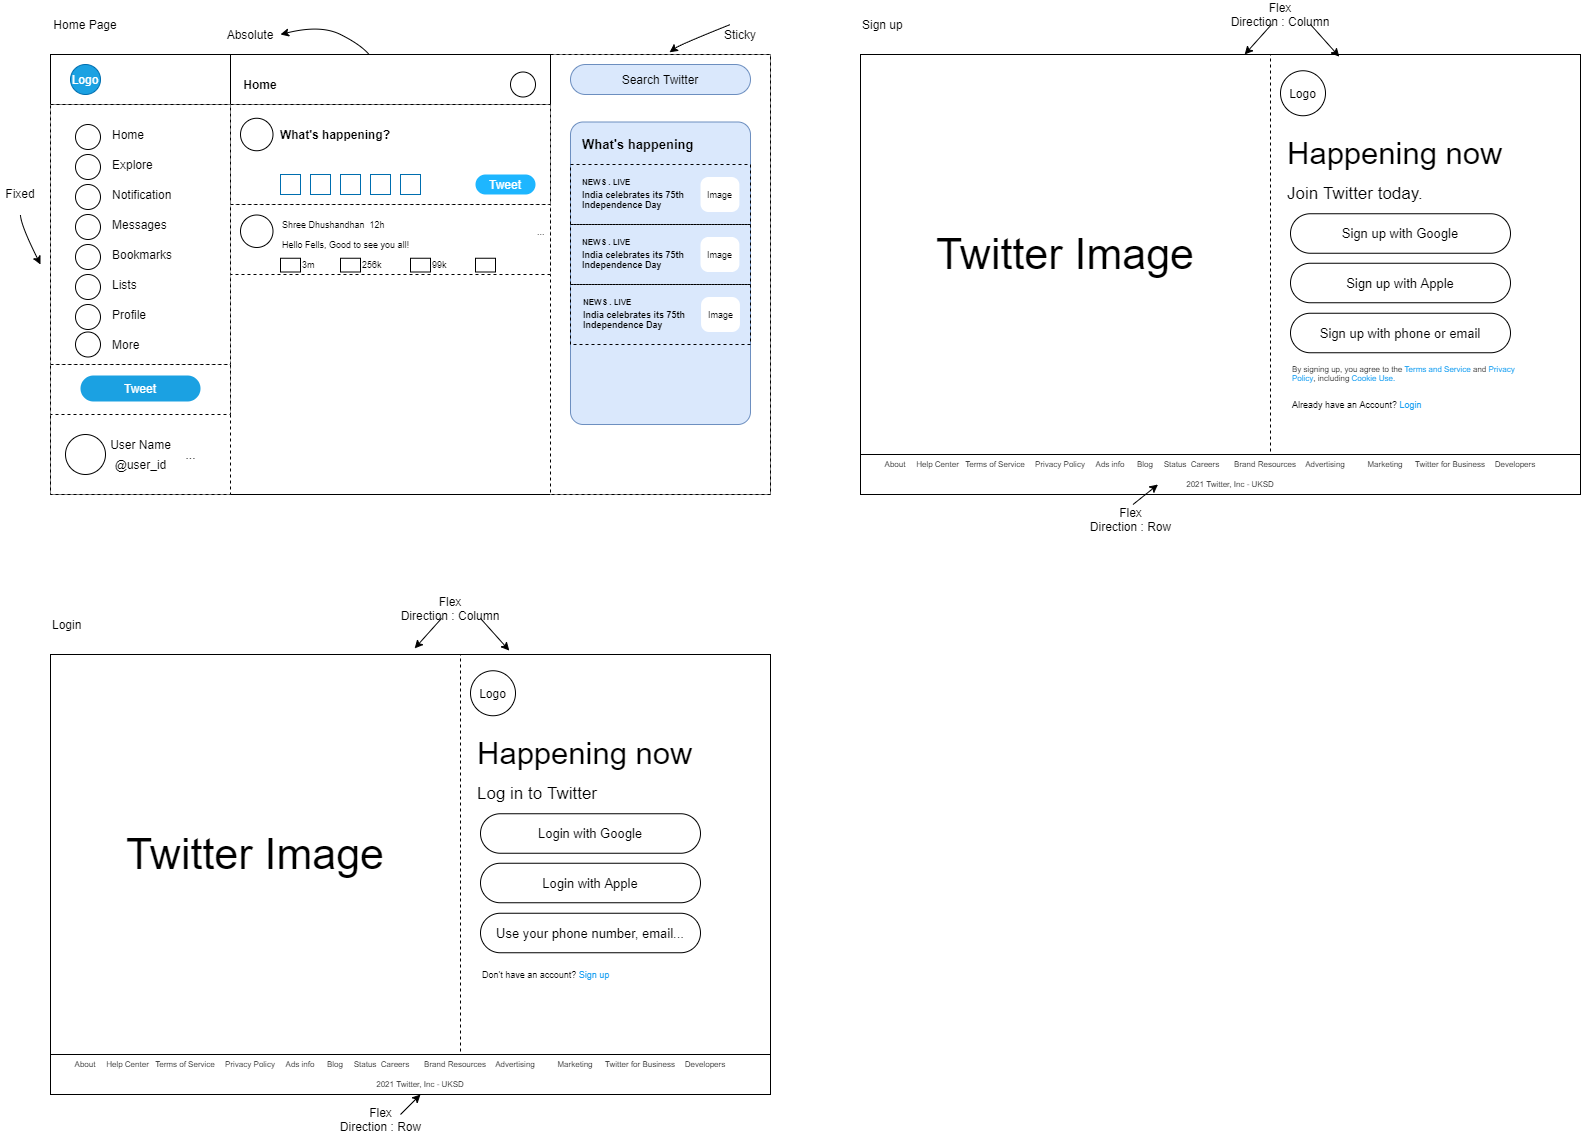 Home Page
Absolute
Sticky
Fixed
Logo
Home
Explore
Notification
Messages
Bookmarks
Lists
Profile
More
Tweet
User Name
@user_id
...
Home
What's happening?
Tweet
Shree Dhushandhan 12h
...
Hello Fells, Good to see you all!
3m
256k
99k
Search Twitter
What's happening
NEWS . LIVE
India celebrates its 75th
Independence Day
Image
NEWS . LIVE
India celebrates its 75th
Independence Day
Image
NEWS . LIVE
India celebrates its 75th
Independence Day
Image
Sign up
Flex
Direction : Column
Twitter Image
Logo
Happening now
Join Twitter today.
Sign up with Google
Sign up with Apple
Sign up with phone or email
By signing up, you agree to the Terms and Service and Privacy
Policy, including Cookie Use.
Already have an Account? Login
About Help Center Terms of Service Privacy Policy Ads info Blog Status Careers Brand Resources Advertising Marketing Twitter for Business Developers
2021 Twitter, Inc - UKSD
Flex
Direction : Row
Login
Flex
Direction : Column
Twitter Image
Logo
Happening now
Log in to Twitter
Login with Google
Login with Apple
Use your phone number, email...
Don't have an account? Sign up
About Help Center Terms of Service Privacy Policy Ads info Blog Status Careers Brand Resources Advertising Marketing Twitter for Business Developers
2021 Twitter, Inc - UKSD
Flex
Direction : Row